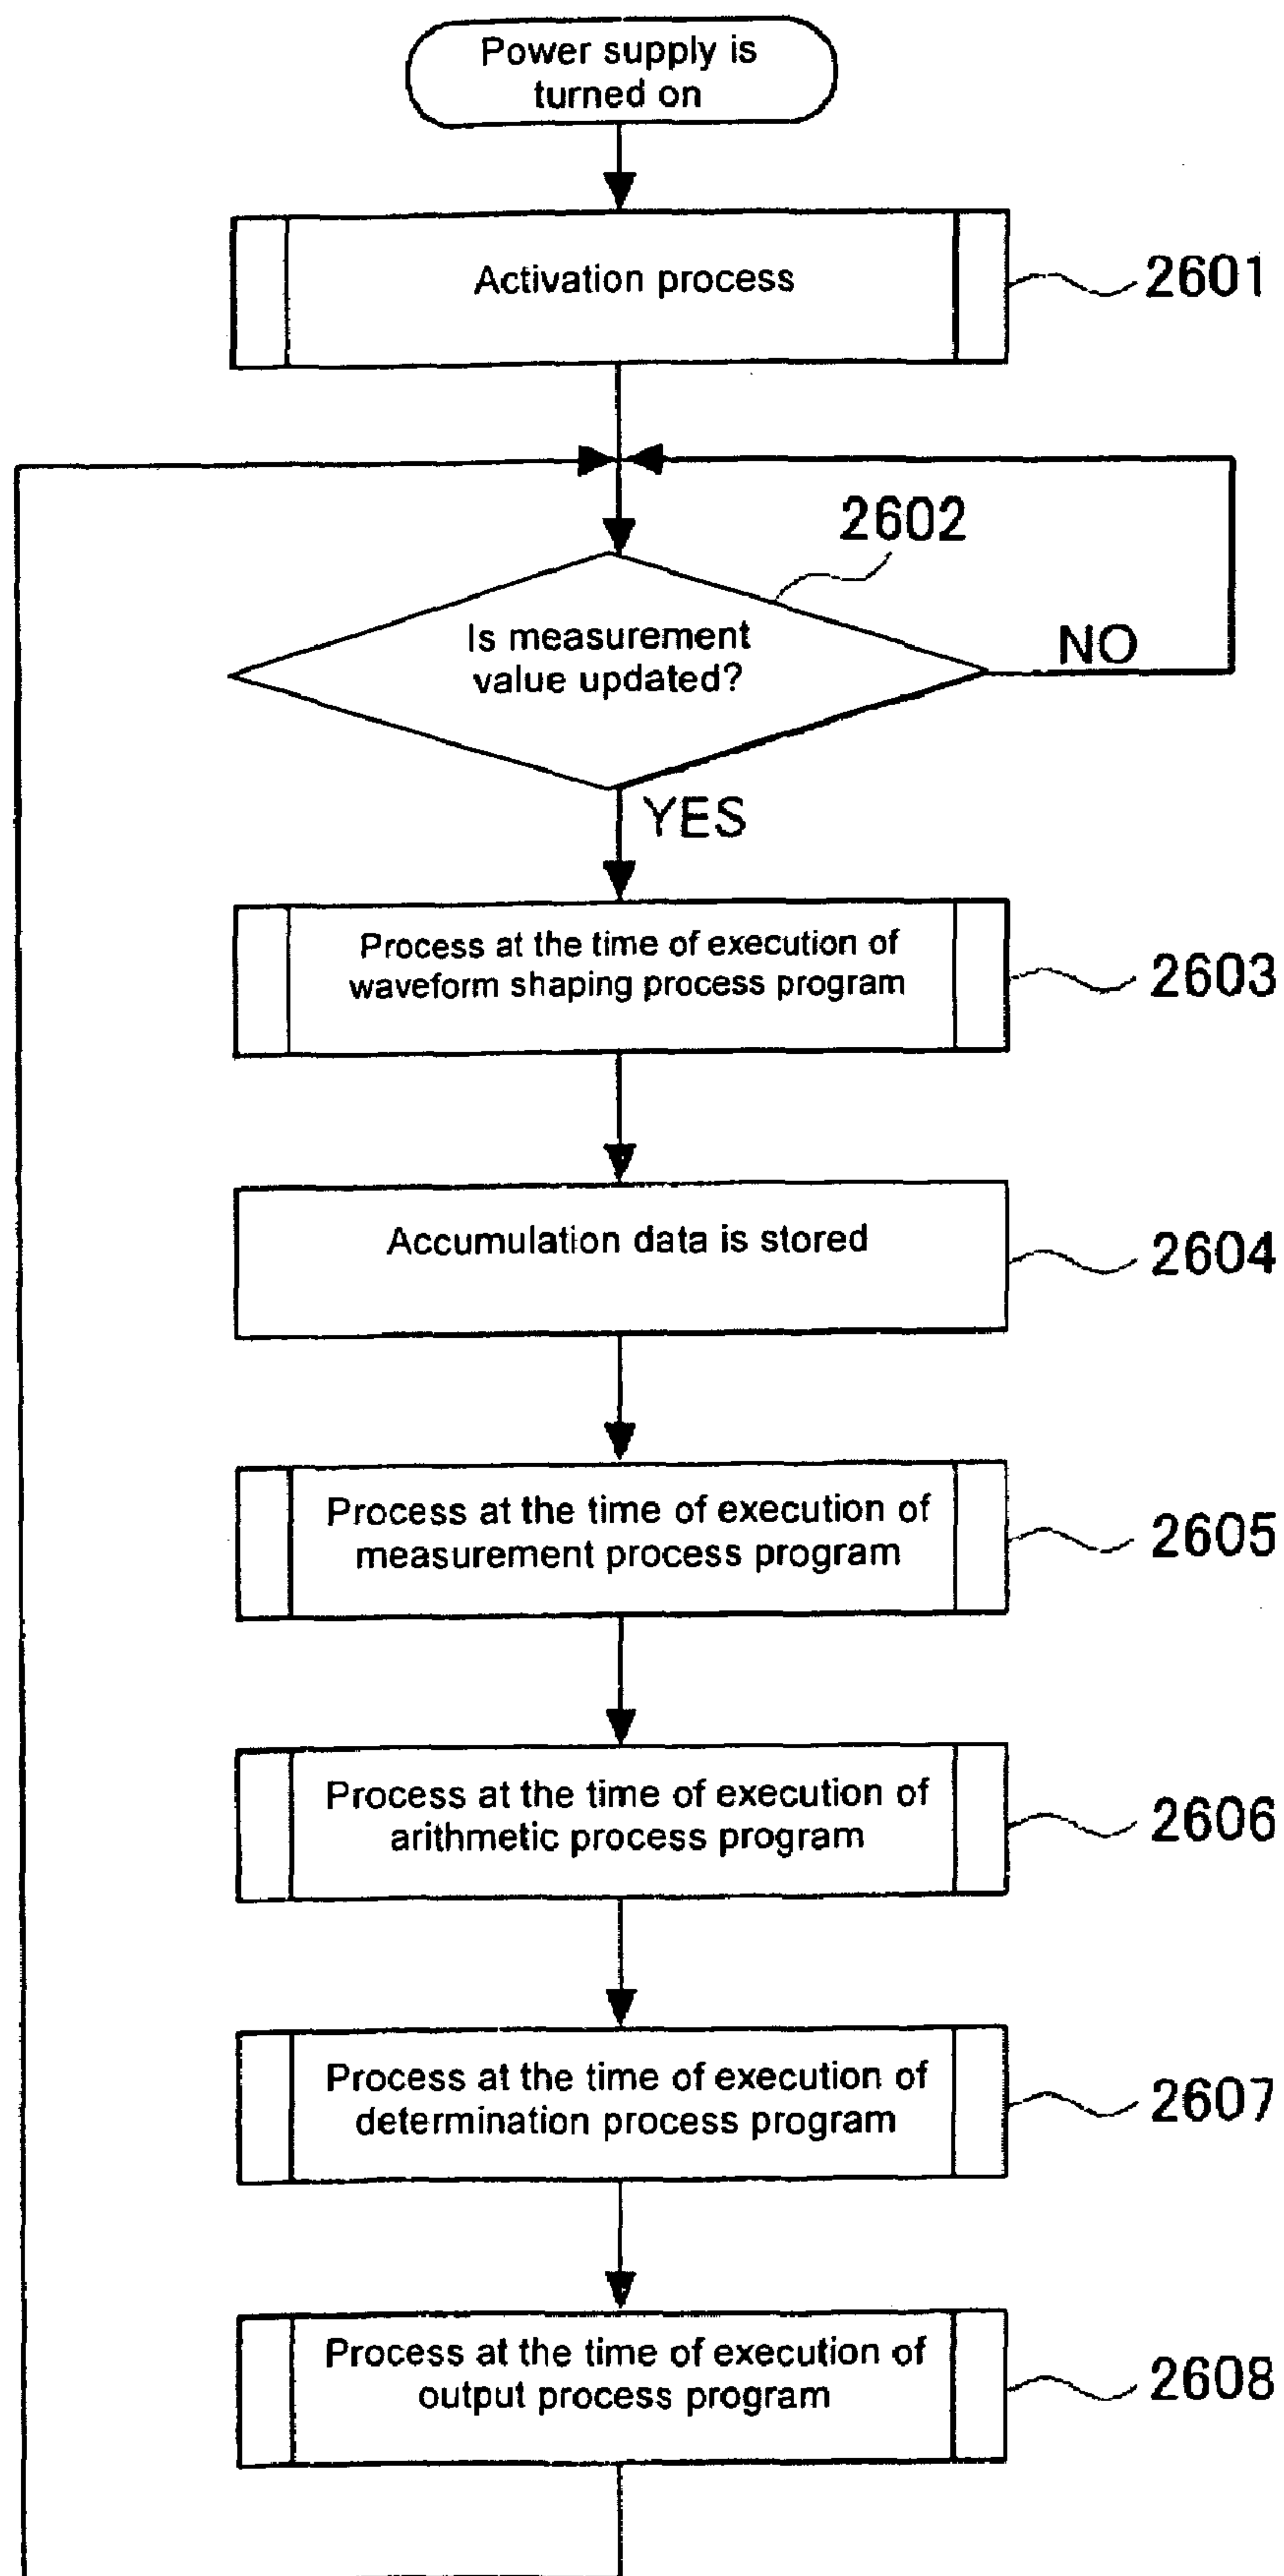 Power supply is
turned on
Activation process
2601
2602
Is measurement
value updated?
NO
YES
Process at the time of execution of
waveform shaping process program
2603
Accumulation data is stored
2604
Process at the time of execution of
measurement process program
2605
Process at the time of execution of
arithmetic process program
2606
Process at the time of execution of
determination process program
2607
Process at the time of execution of
output process program
2608